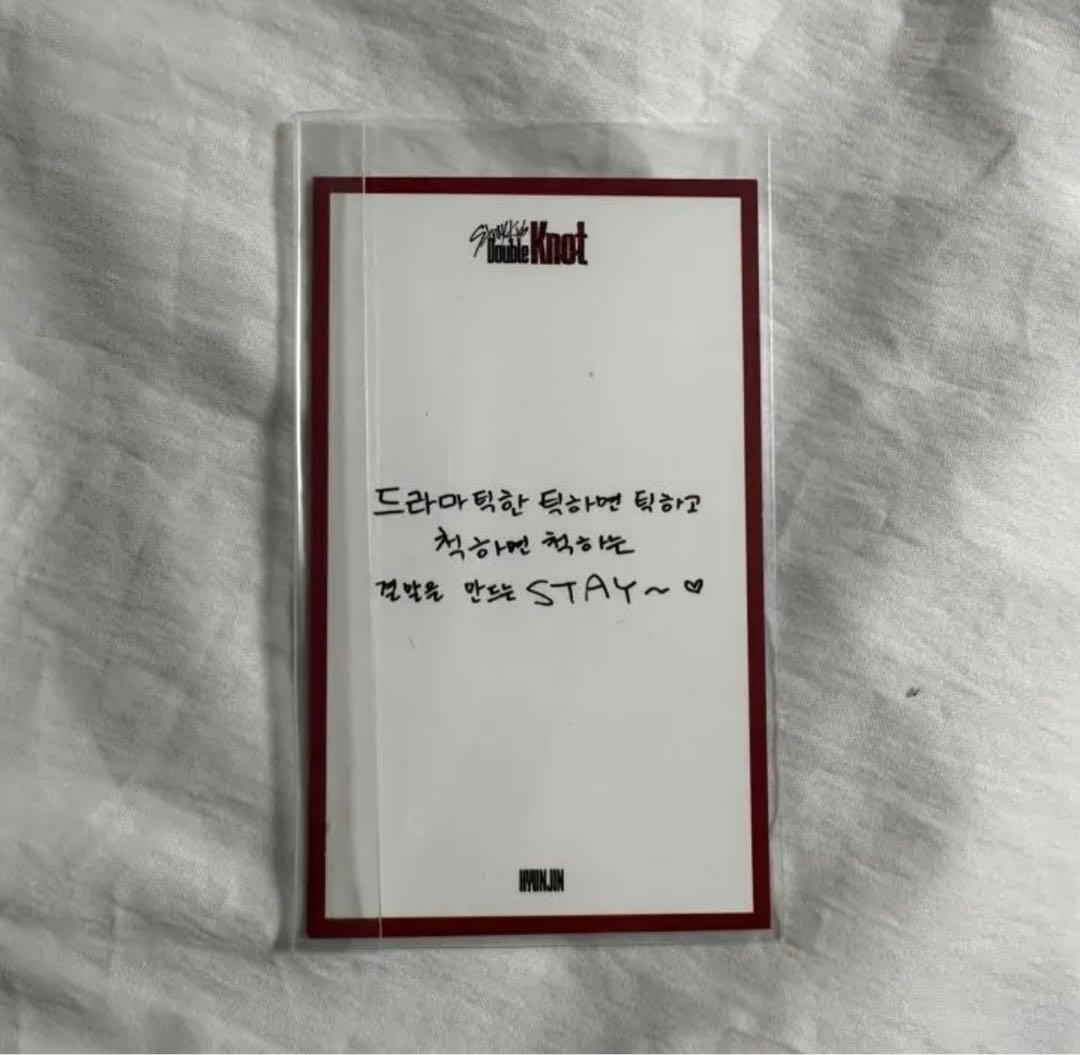 Stray Kids
Double Knot
드라마틱한 틱하면 틱하고
척하면 척하는
결말을 만드는 STAY~ ♡
HYUNJIN